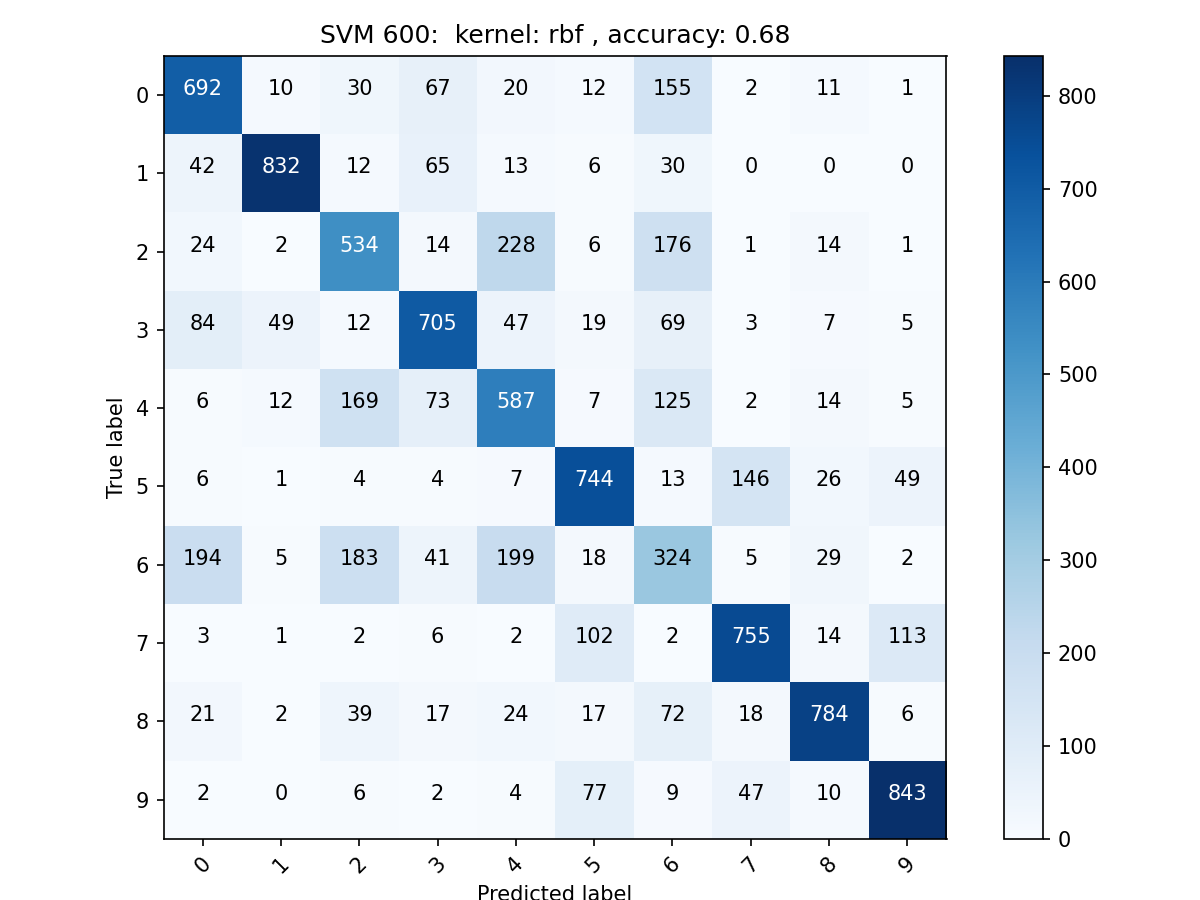 SVM 600:  kernel: rbf , accuracy: 0.68
0 692 10 30 67 20 12 155 2 11 1
1 42 832 12 65 13 6 30 0 0 0
2 24 2 534 14 228 6 176 1 14 1
3 84 49 12 705 47 19 69 3 7 5
4 6 12 169 73 587 7 125 2 14 5
5 6 1 4 4 7 744 13 146 26 49
6 194 5 183 41 199 18 324 5 29 2
7 3 1 2 6 2 102 2 755 14 113
8 21 2 39 17 24 17 72 18 784 6
9 2 0 6 2 4 77 9 47 10 843
0 1 2 3 4 5 6 7 8 9
True label
Predicted label
800
700
600
500
400
300
200
100
0